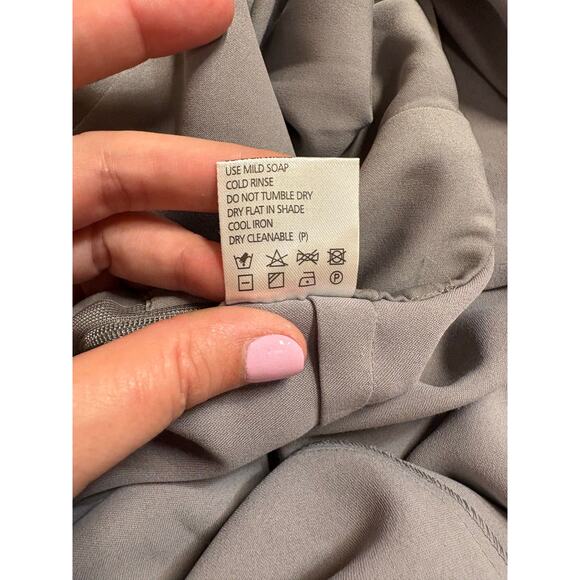 USE MILD SOAP
COLD RINSE
DO NOT TUMBLE DRY
DRY FLAT IN SHADE
COOL IRON
DRY CLEANABLE (P)
P